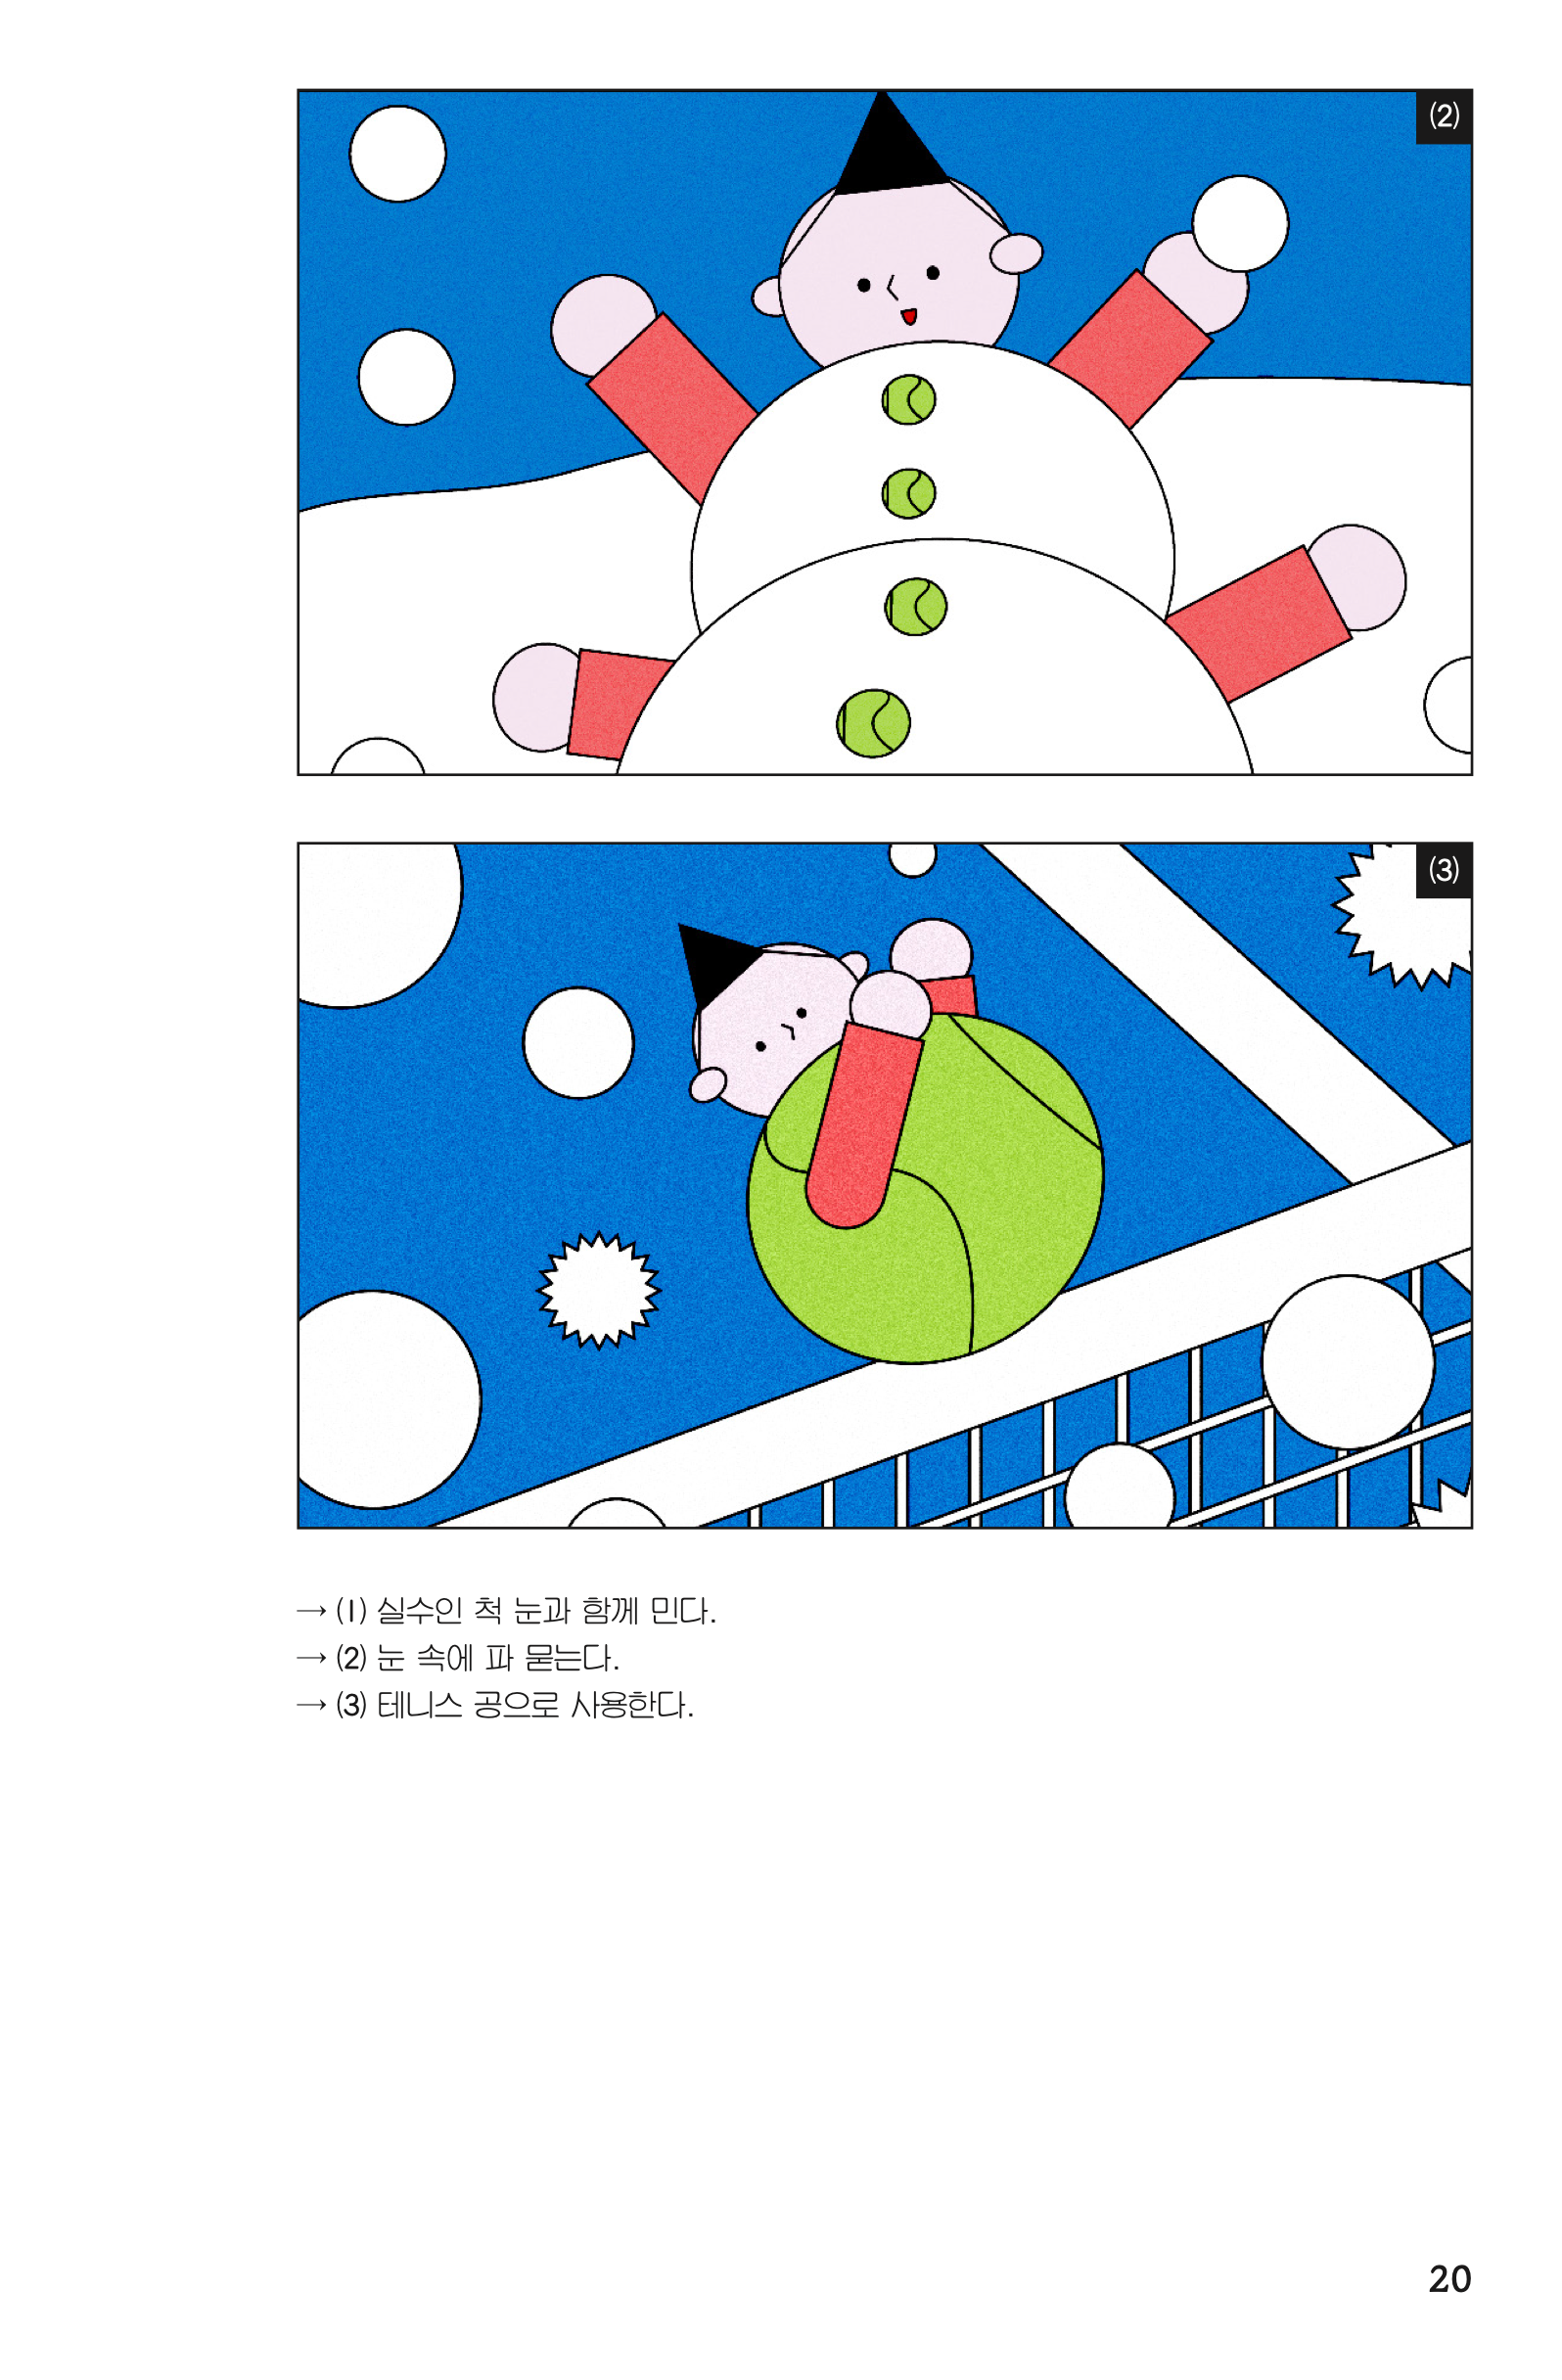 (2)
(3)
→ (1) 실수인 척 눈과 함께 민다.
→ (2) 눈 속에 파 묻는다.
→ (3) 테니스 공으로 사용한다.
20